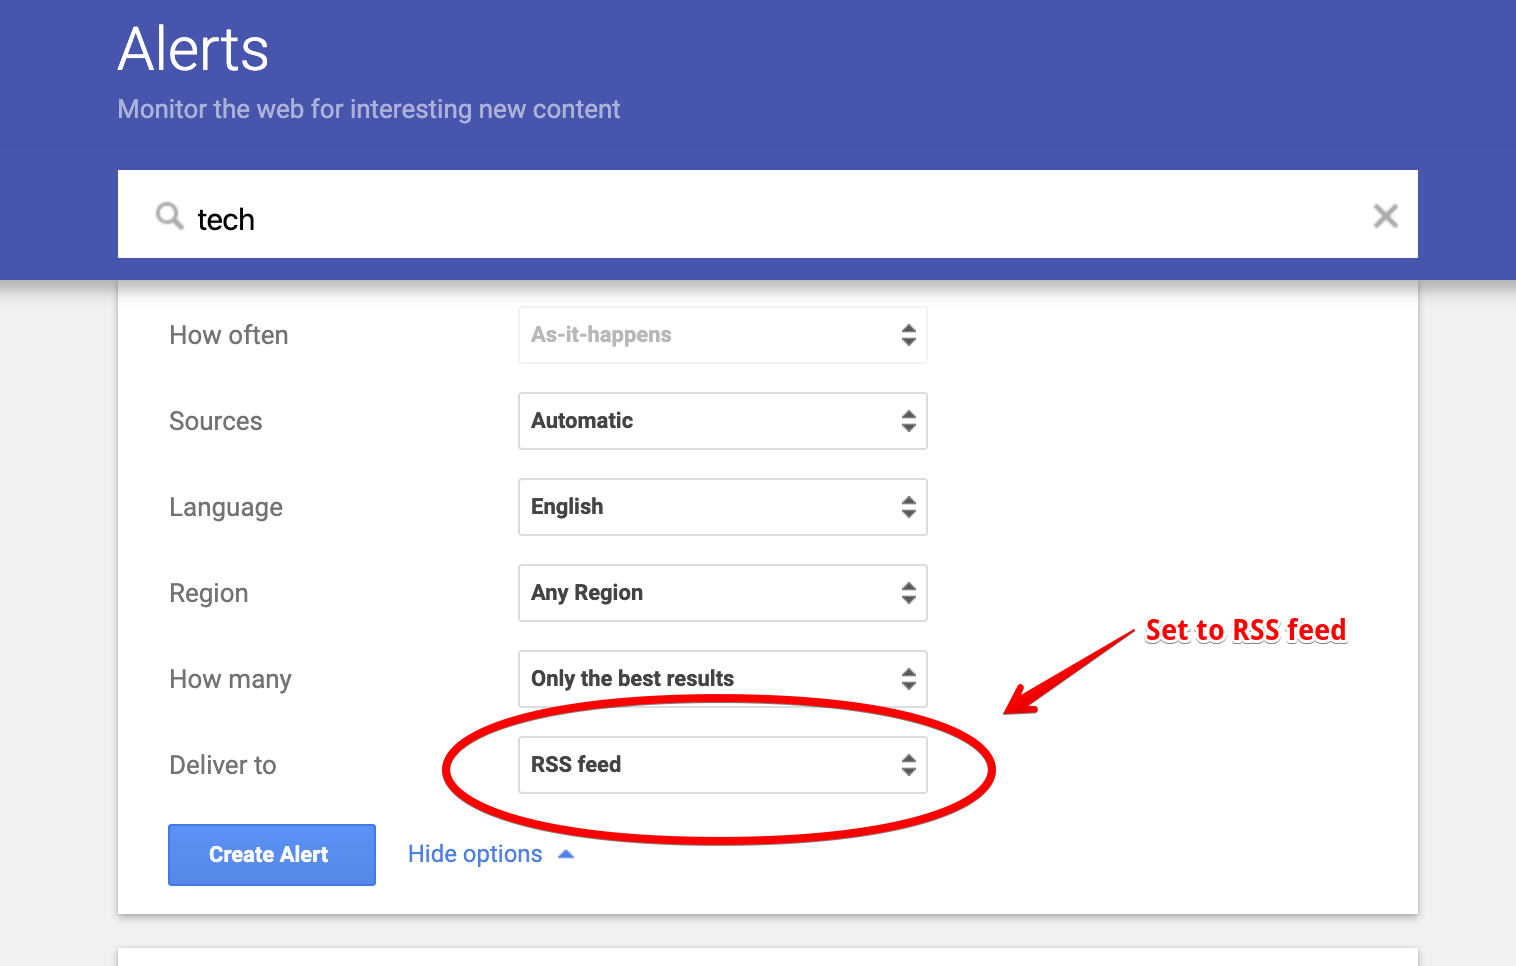 Alerts
Monitor the web for interesting new content
tech
How often As-it-happens
Sources Automatic
Language English
Region Any Region
Set to RSS feed
How many Only the best results
Deliver to RSS feed
Create Alert Hide options